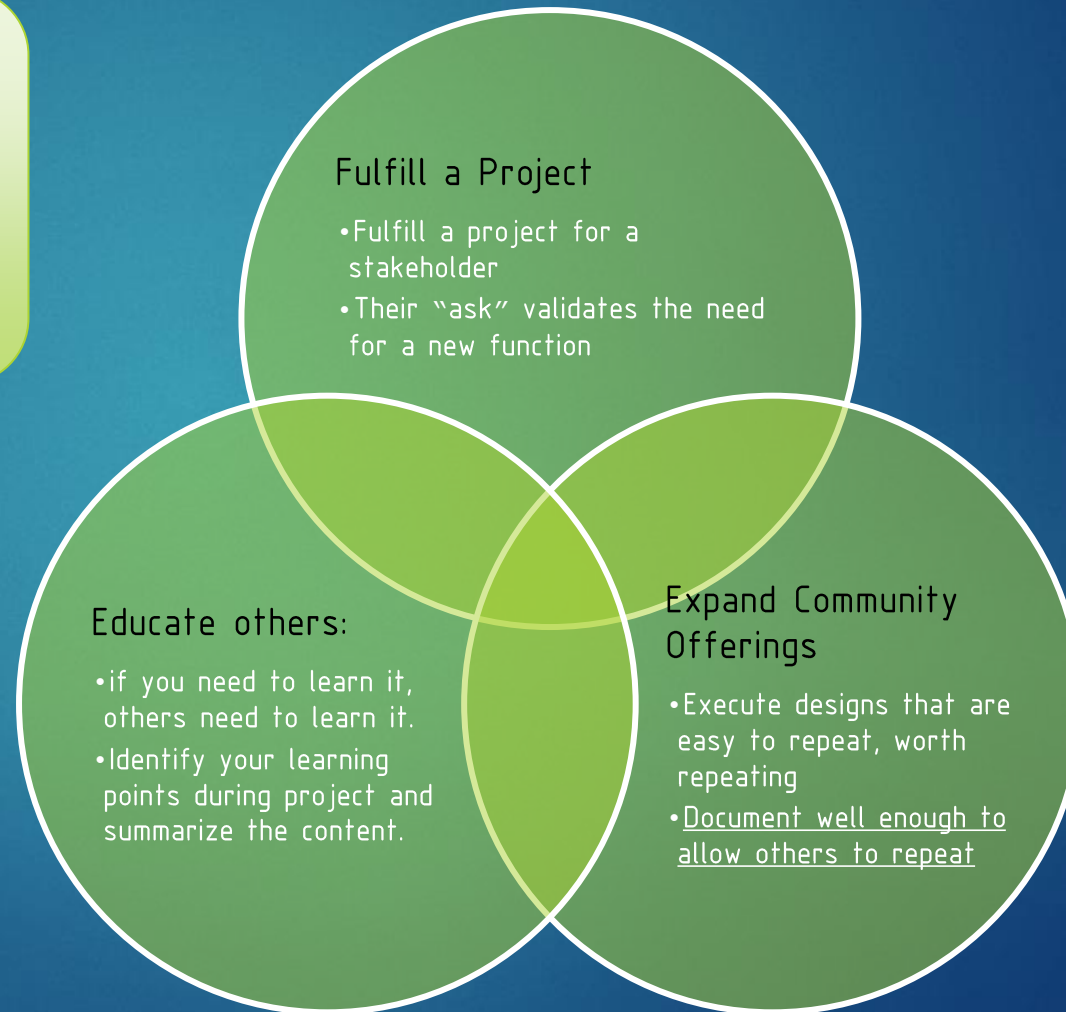 Fulfill a Project
•Fulfill a project for a
stakeholder
•Their “ask” validates the need
for a new function
Educate others:
•if you need to learn it,
others need to learn it.
•Identify your learning
points during project and
summarize the content.
Expand Community
Offerings
•Execute designs that are
easy to repeat, worth
repeating
•Document well enough to
allow others to repeat